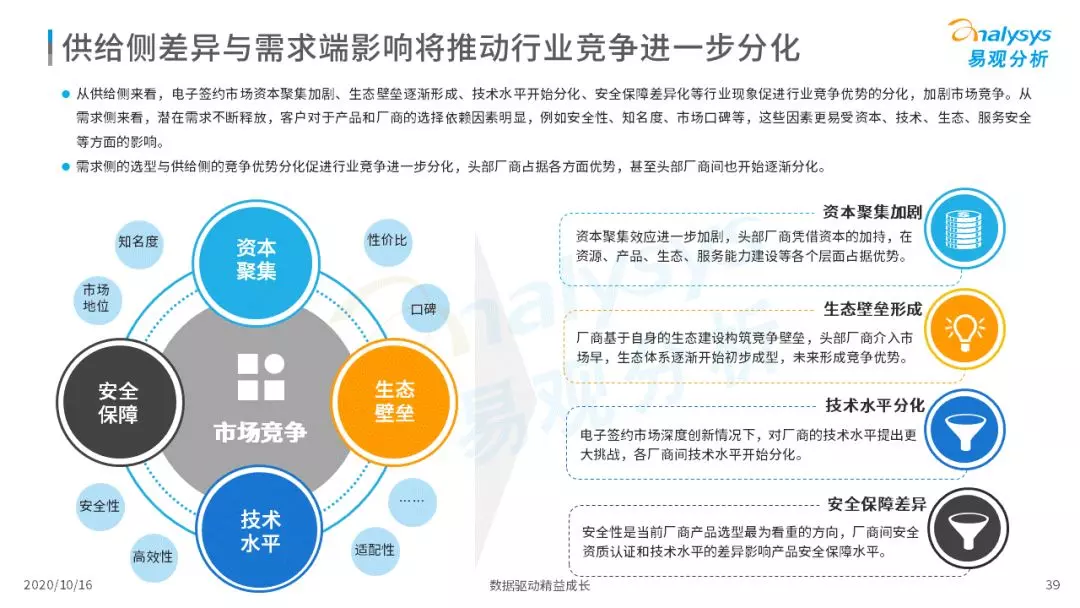 供给侧差异与需求端影响将推动行业竞争进一步分化
analysys
易观分析
从供给侧来看，电子签约市场资本聚集加剧、生态壁垒逐渐形成、技术水平开始分化、安全保障差异化等行业现象促进行业竞争优势的分化，加剧市场竞争。从
需求侧来看，潜在需求不断释放，客户对于产品和厂商的选择依赖因素明显，例如安全性、知名度、市场口碑等，这些因素更易受资本、技术、生态、服务安全
等方面的影响。
需求侧的选型与供给侧的竞争优势分化促进行业竞争进一步分化，头部厂商占据各方面优势，甚至头部厂商间也开始逐渐分化。
知名度
资本
聚集
性价比
市场
地位
口碑
安全
保障
市场竞争
生态
壁垒
安全性
技术
水平
……
高效性
适配性
资本聚集加剧
资本聚集效应进一步加剧，头部厂商凭借资本的加持，在
资源、产品、生态、服务能力建设等各个层面占据优势。
生态壁垒形成
厂商基于自身的生态建设构筑竞争壁垒，头部厂商介入市
场早，生态体系逐渐开始初步成型，未来形成竞争优势。
技术水平分化
电子签约市场深度创新情况下，对厂商的技术水平提出更
大挑战，各厂商间技术水平开始分化。
安全保障差异
安全性是当前厂商产品选型最为看重的方向，厂商间安全
资质认证和技术水平的差异影响产品安全保障水平。
analysys
易观分析
2020/10/16
数据驱动精益成长
39